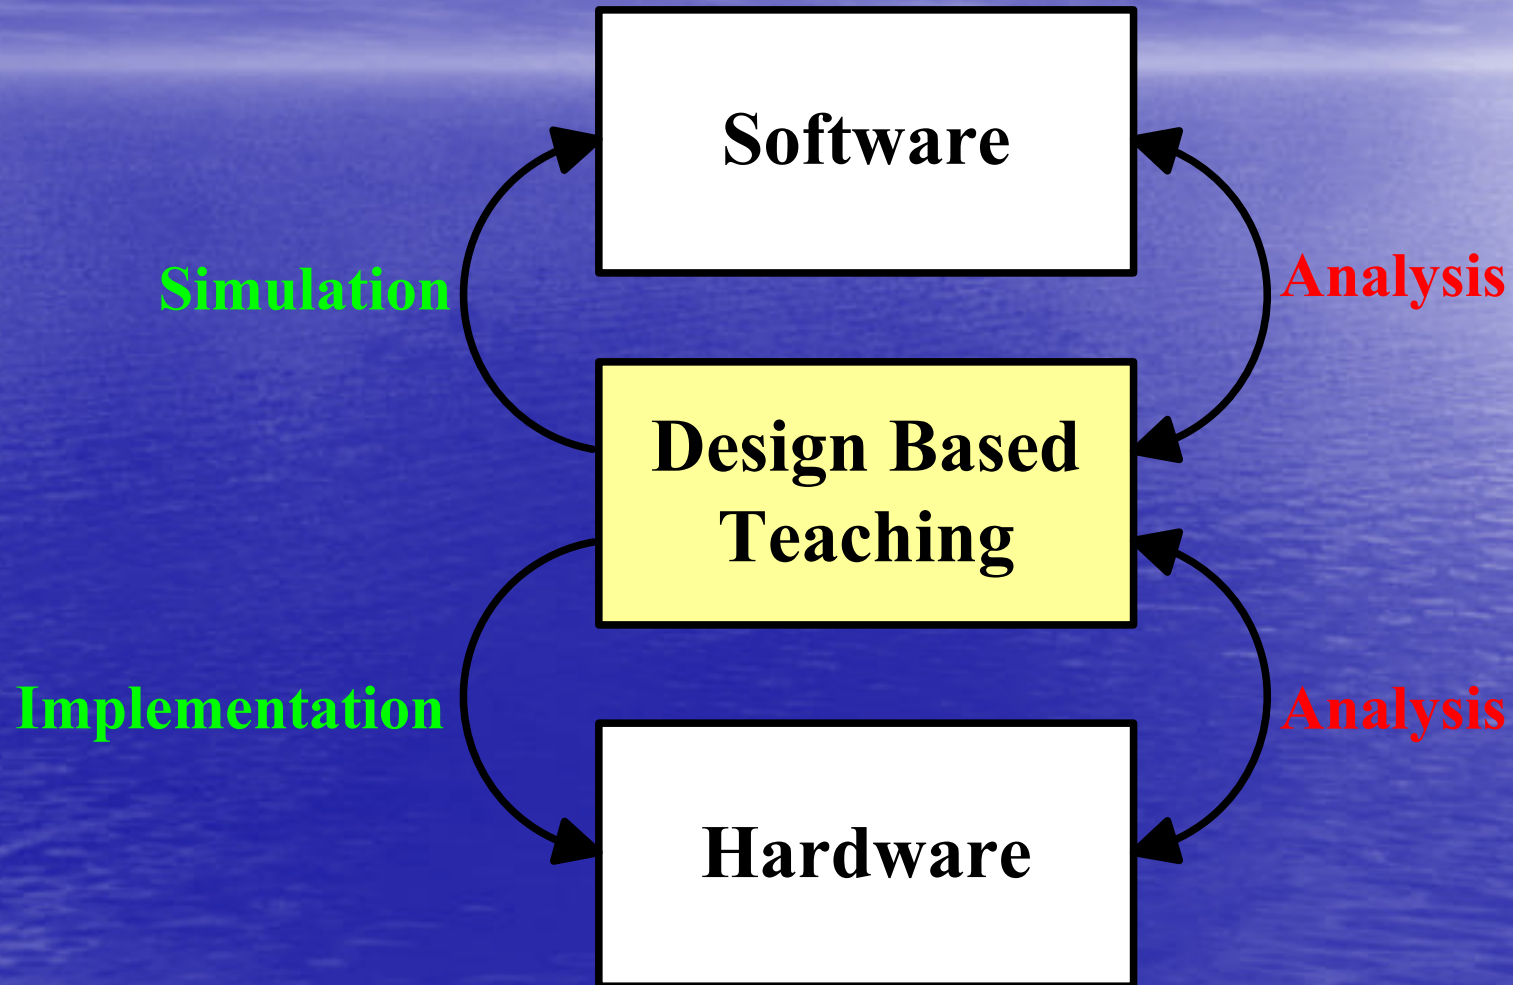 Software
Simulation
Analysis
Design Based
Teaching
Implementation
Analysis
Hardware